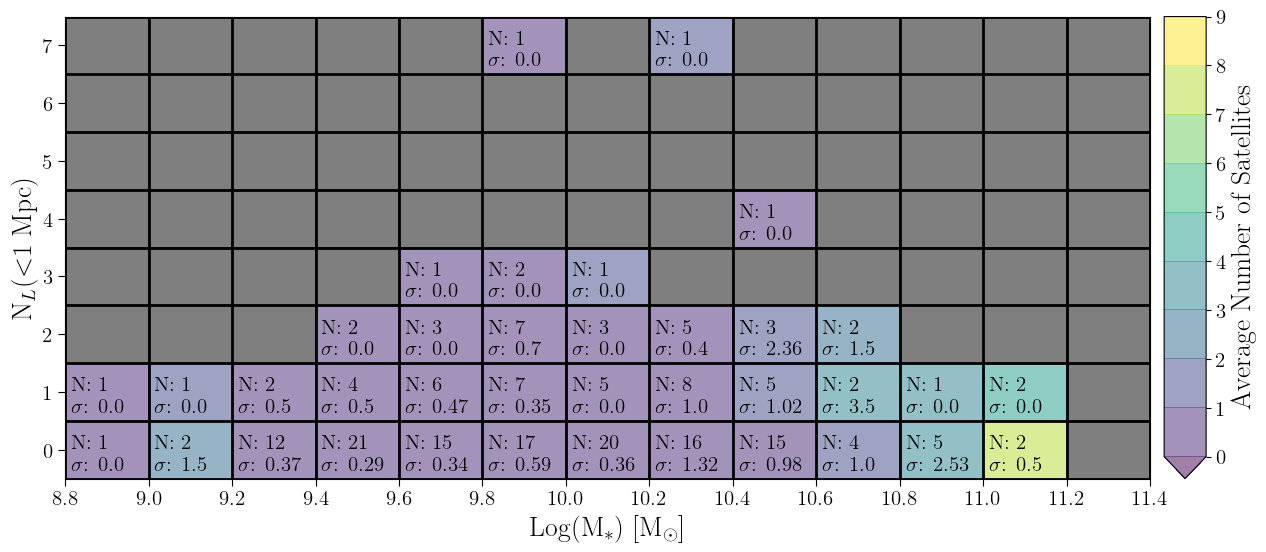 7
N: 1
σ: 0.0
N: 1
σ: 0.0
6
5
4
N: 1
σ: 0.0
3
N: 1
σ: 0.0
N: 2
σ: 0.0
N: 1
σ: 0.0
2
N: 2
σ: 0.0
N: 3
σ: 0.0
N: 7
σ: 0.7
N: 3
σ: 0.0
N: 5
σ: 0.4
N: 3
σ: 2.36
N: 2
σ: 1.5
1
N: 1
σ: 0.0
N: 1
σ: 0.0
N: 2
σ: 0.5
N: 4
σ: 0.5
N: 6
σ: 0.47
N: 7
σ: 0.35
N: 5
σ: 0.0
N: 8
σ: 1.0
N: 5
σ: 1.02
N: 2
σ: 3.5
N: 1
σ: 0.0
N: 2
σ: 0.0
0
N: 1
σ: 0.0
N: 2
σ: 1.5
N: 12
σ: 0.37
N: 21
σ: 0.29
N: 15
σ: 0.34
N: 17
σ: 0.59
N: 20
σ: 0.36
N: 16
σ: 1.32
N: 15
σ: 0.98
N: 4
σ: 1.0
N: 5
σ: 2.53
N: 2
σ: 0.5
8.8 9.0 9.2 9.4 9.6 9.8 10.0 10.2 10.4 10.6 10.8 11.0 11.2 11.4
Log(M∗) [M⊙]
N_L(<1 Mpc)
9
8
7
6
5
4
3
2
1
0
Average Number of Satellites